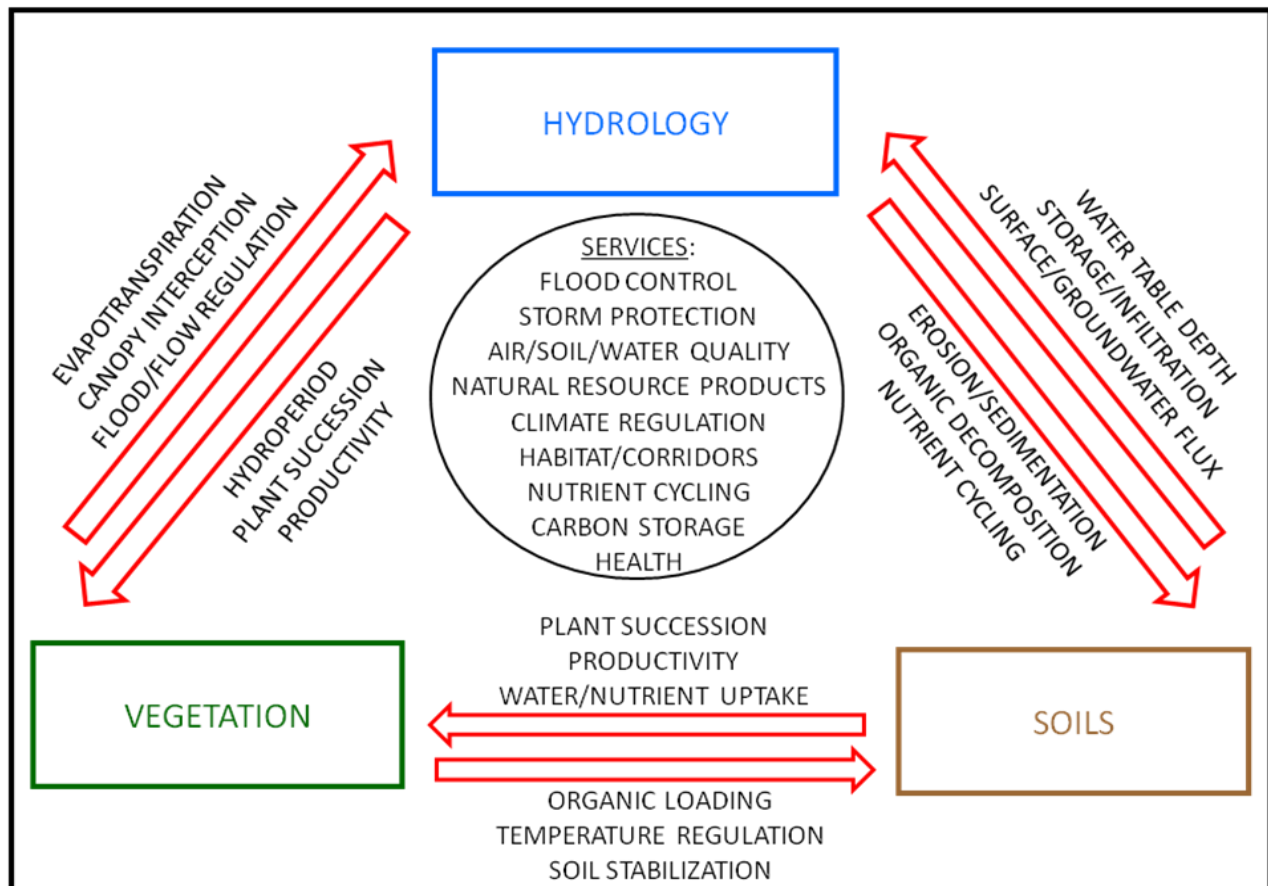 HYDROLOGY
EVAPOTRANSPIRATION
CANOPY INTERCEPTION
FLOOD/FLOW REGULATION
HYDROPERIOD
PLANT SUCCESSION
PRODUCTIVITY
SERVICES:
FLOOD CONTROL
STORM PROTECTION
AIR/SOIL/WATER QUALITY
NATURAL RESOURCE PRODUCTS
CLIMATE REGULATION
HABITAT/CORRIDORS
NUTRIENT CYCLING
CARBON STORAGE
HEALTH
WATER TABLE DEPTH
STORAGE/INFILTRATION
SURFACE/GROUNDWATER FLUX
EROSION/SEDIMENTATION
ORGANIC DECOMPOSITION
NUTRIENT CYCLING
VEGETATION
PLANT SUCCESSION
PRODUCTIVITY
WATER/NUTRIENT UPTAKE
ORGANIC LOADING
TEMPERATURE REGULATION
SOIL STABILIZATION
SOILS